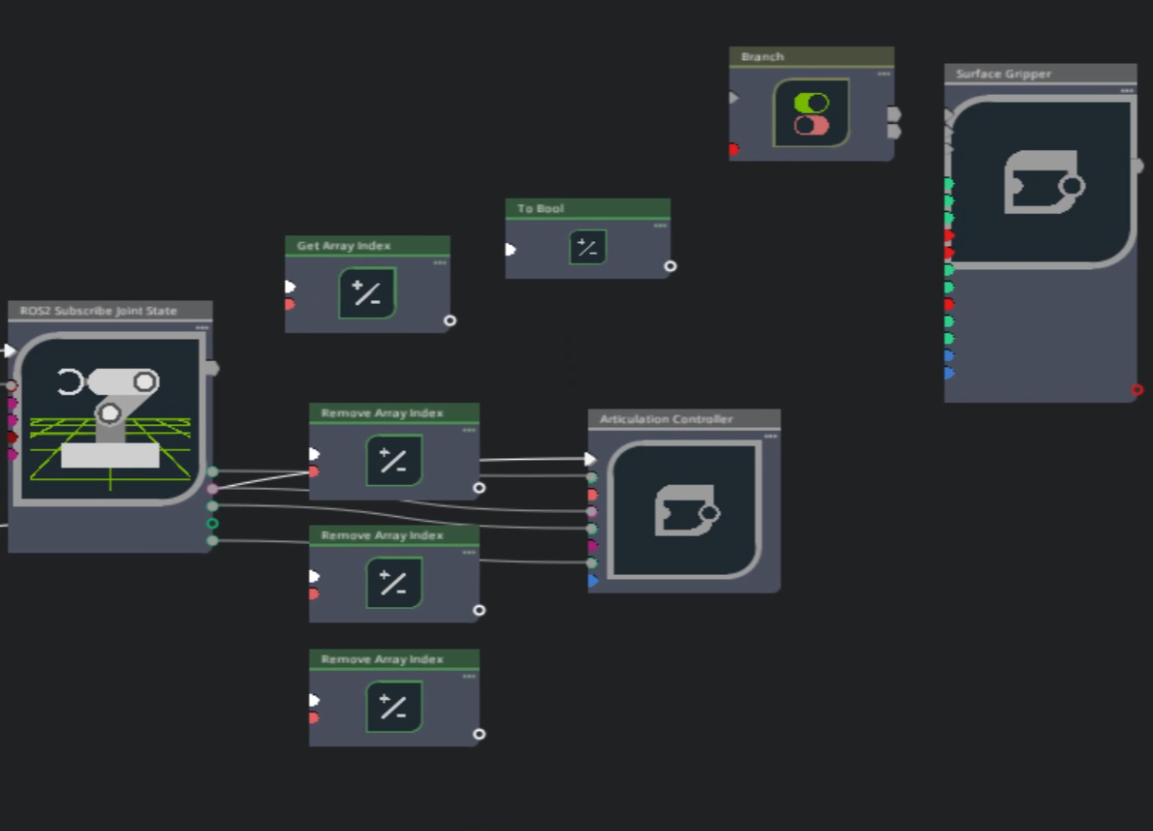 Branch
Surface Gripper
To Bool
Get Array Index
ROS2 Subscribe Joint State
Remove Array Index
Articulation Controller
Remove Array Index
Remove Array Index